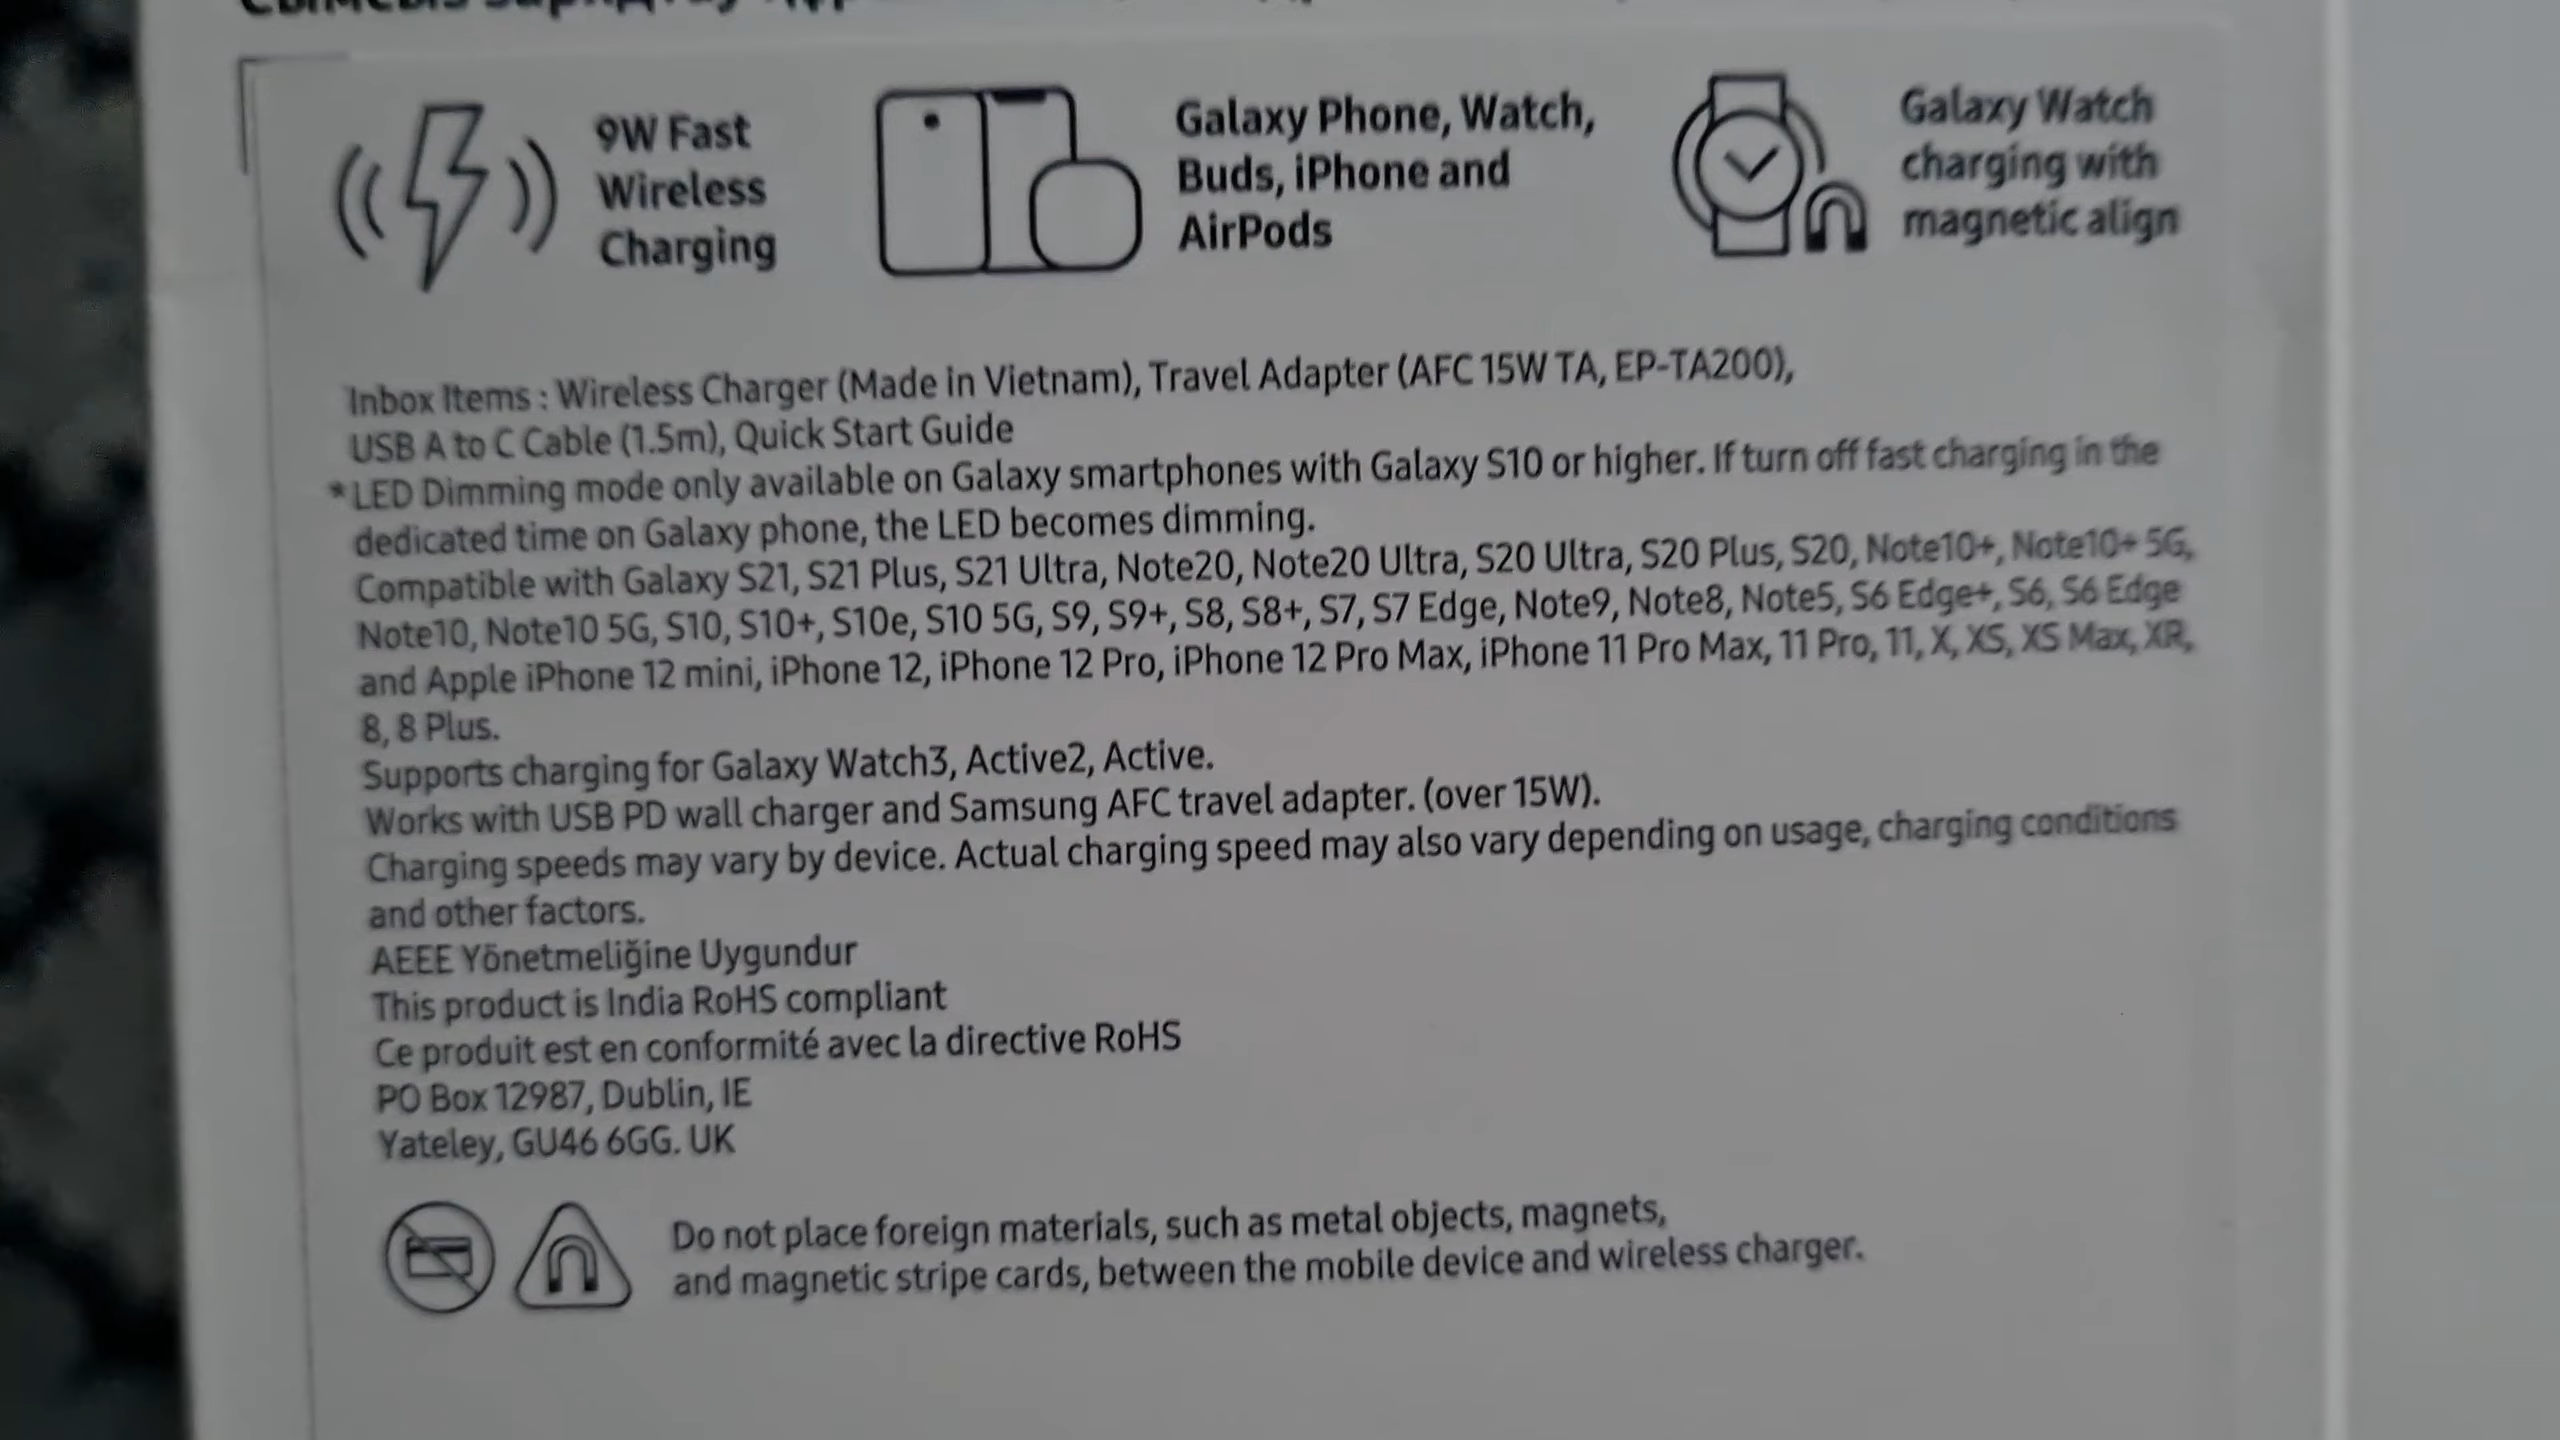 9W Fast
Wireless
Charging
Galaxy Phone, Watch,
Buds, iPhone and
AirPods
Galaxy Watch
charging with
magnetic align
Inbox Items : Wireless Charger (Made in Vietnam), Travel Adapter (AFC 15W TA, EP-TA200),
USB A to C Cable (1.5m), Quick Start Guide
* LED Dimming mode only available on Galaxy smartphones with Galaxy S10 or higher. If turn off fast charging in the
dedicated time on Galaxy phone, the LED becomes dimming.
Compatible with Galaxy S21, S21 Plus, S21 Ultra, Note20, Note20 Ultra, S20 Ultra, S20 Plus, S20, Note10+, Note10+ 5G,
Note10, Note10 5G, S10, S10+, S10e, S10 5G, S9, S9+, S8, S8+, S7, S7 Edge, Note9, Note8, Note5, S6 Edge+, S6, S6 Edge
and Apple iPhone 12 mini, iPhone 12, iPhone 12 Pro, iPhone 12 Pro Max, iPhone 11 Pro Max, 11 Pro, 11, X, XS, XS Max, XR,
8, 8 Plus.
Supports charging for Galaxy Watch3, Active2, Active.
Works with USB PD wall charger and Samsung AFC travel adapter. (over 15W).
Charging speeds may vary by device. Actual charging speed may also vary depending on usage, charging conditions
and other factors.
AEEE Yönetmeliğine Uygundur
This product is India RoHS compliant
Ce produit est en conformité avec la directive RoHS
PO Box 12987, Dublin, IE
Yateley, GU46 6GG. UK
Do not place foreign materials, such as metal objects, magnets,
and magnetic stripe cards, between the mobile device and wireless charger.